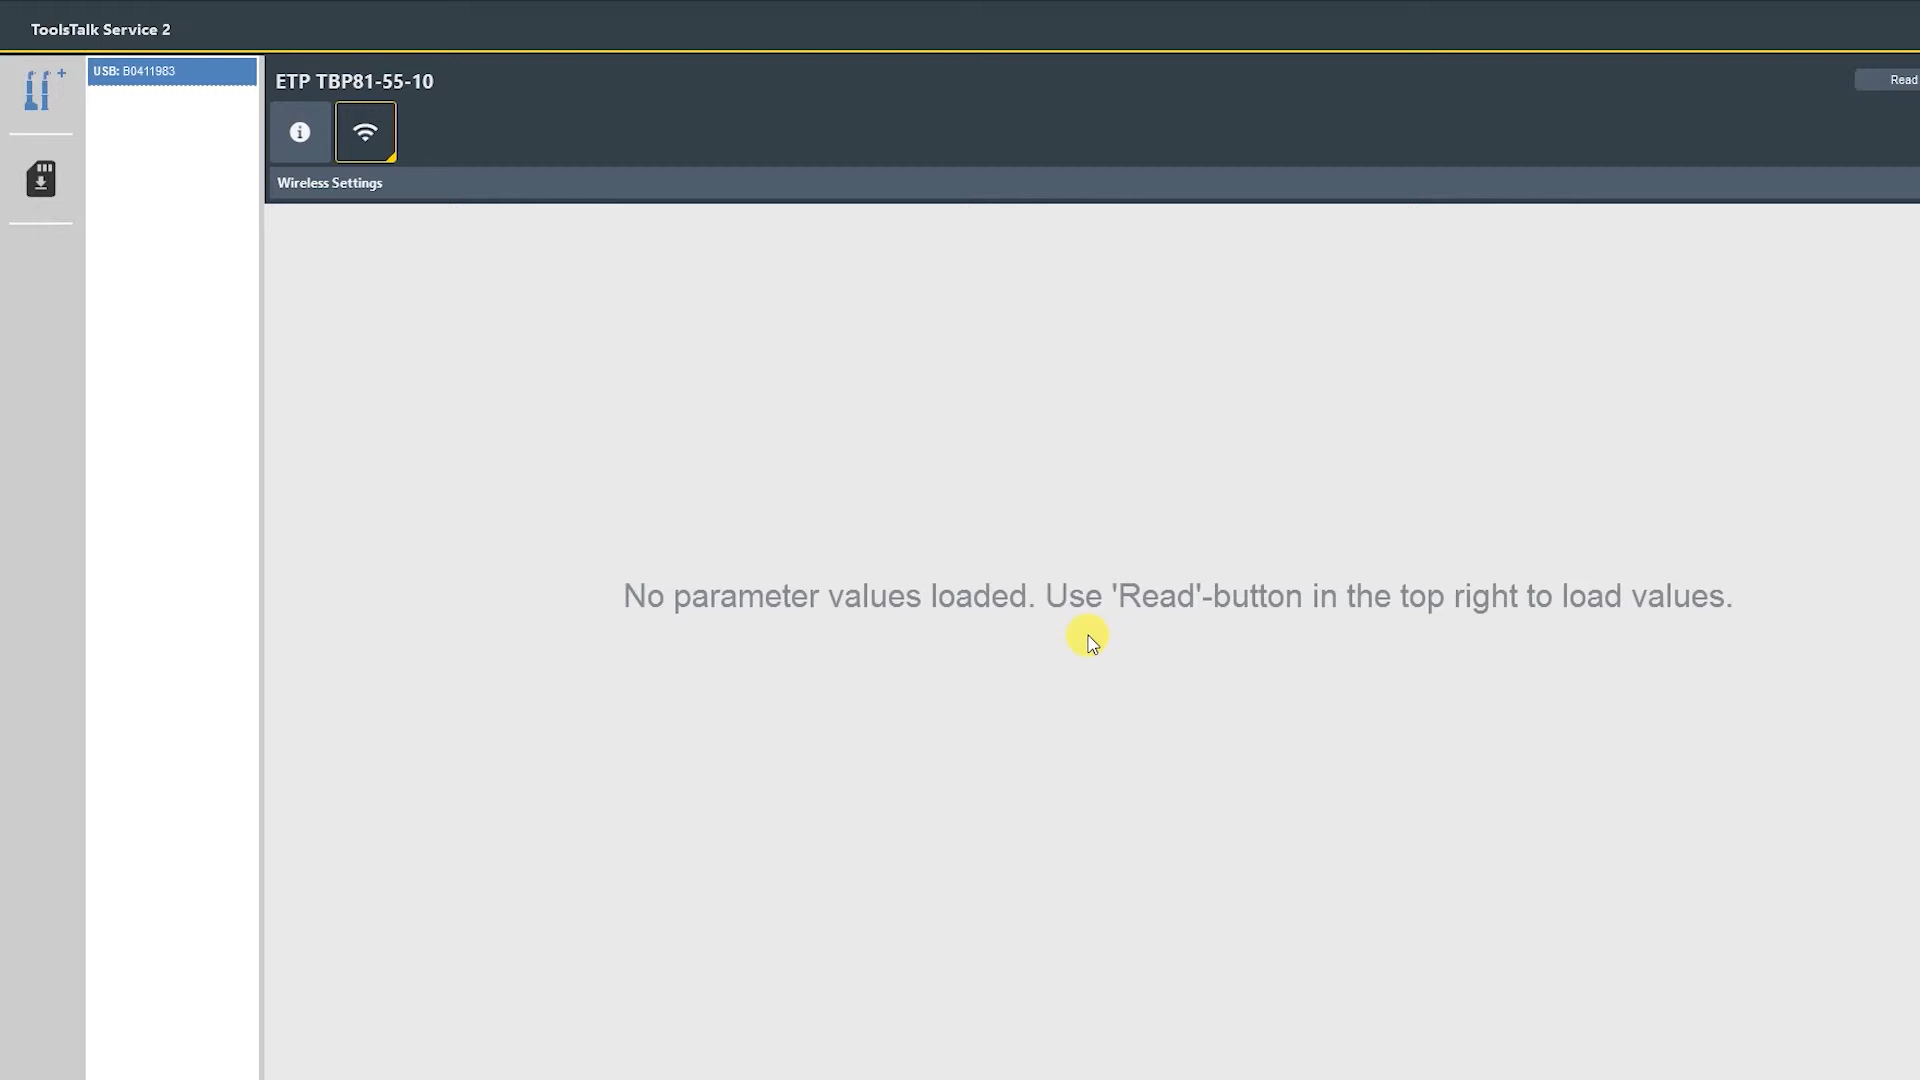 ToolsTalk Service 2
USB: B0411983
ETP TBP81-55-10
Read
Wireless Settings
No parameter values loaded. Use 'Read'-button in the top right to load values.